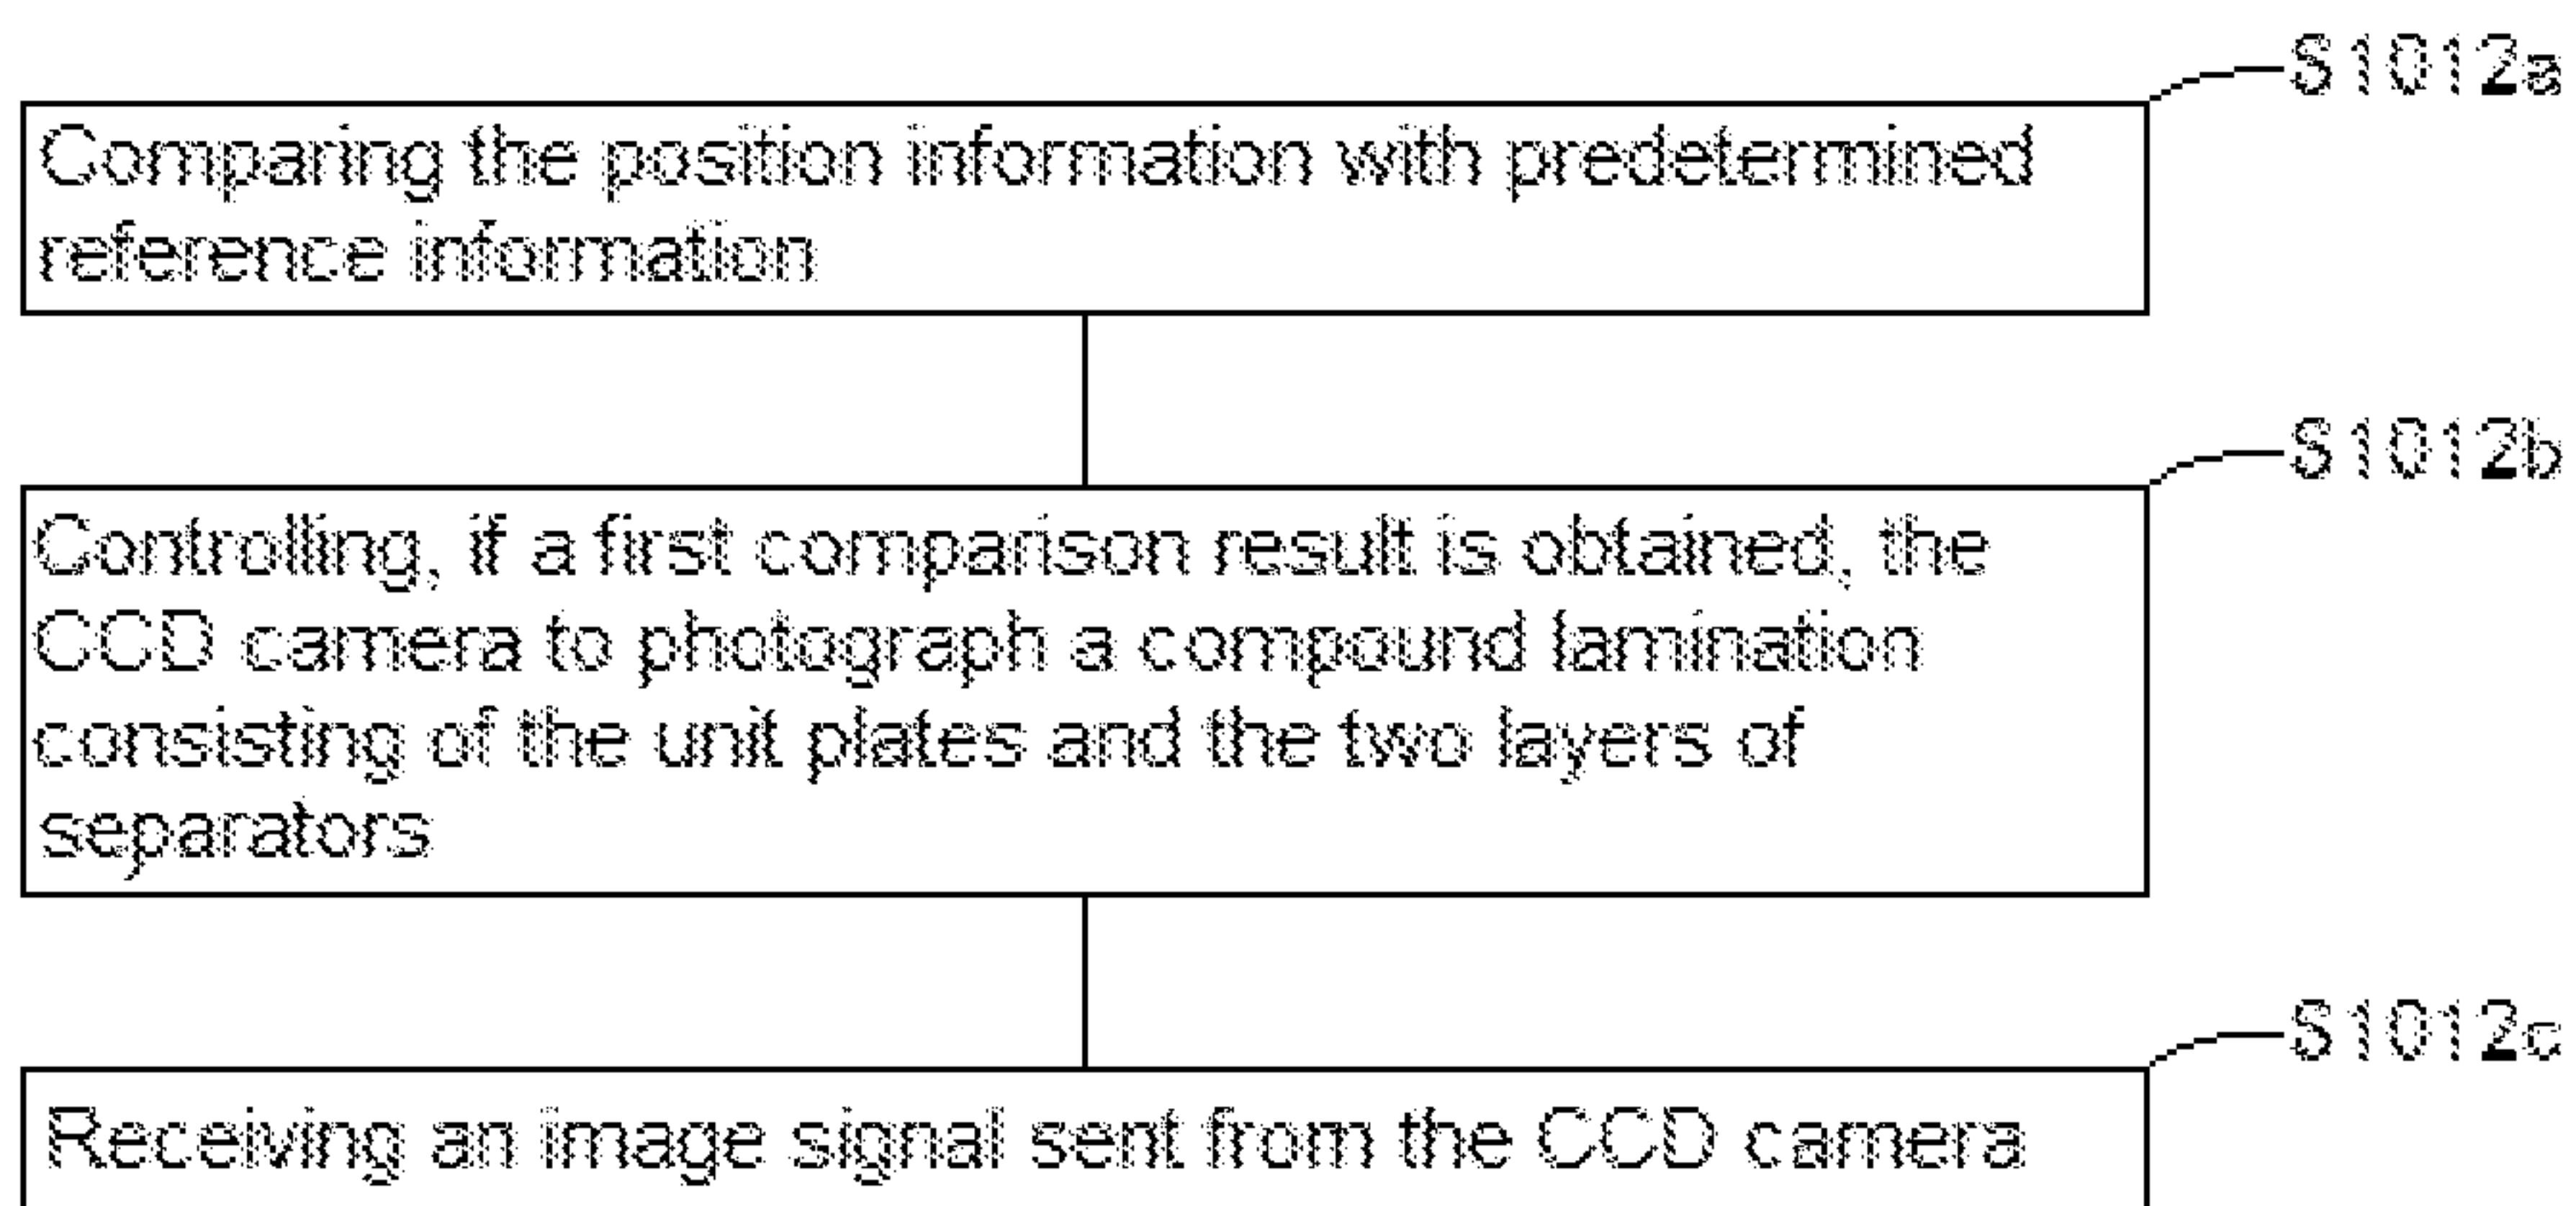 S1012a
Comparing the position information with predetermined
reference information
S1012b
Controlling, if a first comparison result is obtained, the
CCD camera to photograph a compound lamination
consisting of the unit plates and the two layers of
separators
S1012c
Receiving an image signal sent from the CCD camera